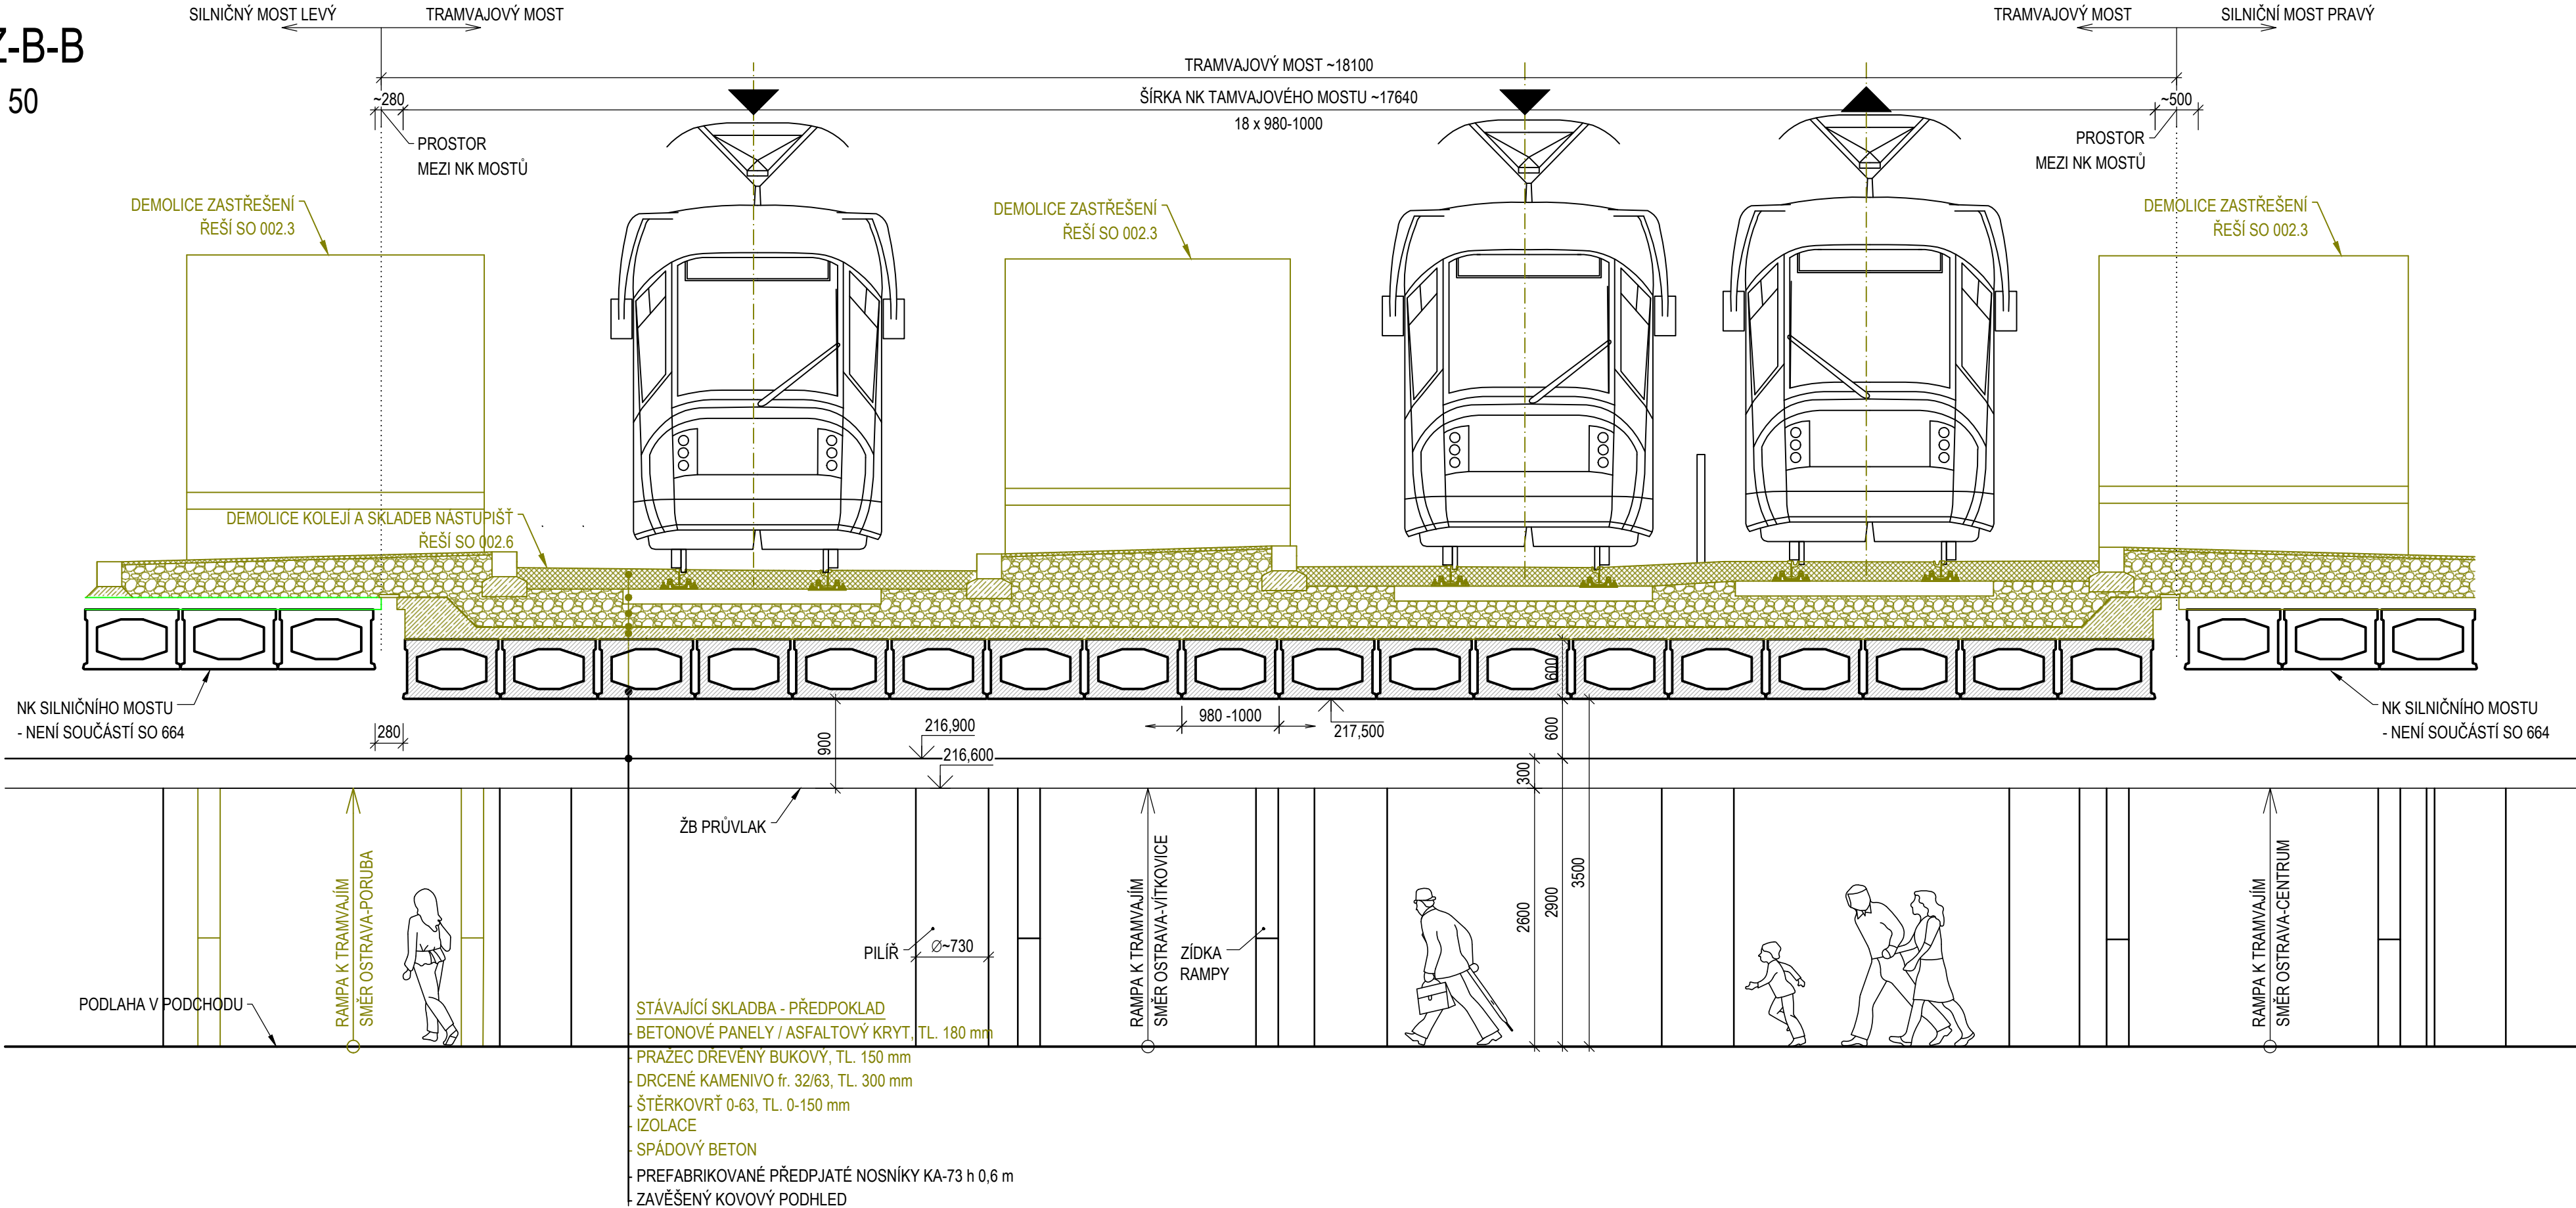 SILNIČNÝ MOST LEVÝ
TRAMVAJOVÝ MOST
TRAMVAJOVÝ MOST
SILNIČNÍ MOST PRAVÝ
Z-B-B
50
TRAMVAJOVÝ MOST ~18100
~280
ŠÍRKA NK TAMVAJOVÉHO MOSTU ~17640
18 x 980-1000
~500
PROSTOR
MEZI NK MOSTŮ
PROSTOR
MEZI NK MOSTŮ
DEMOLICE ZASTŘEŠENÍ
ŘEŠÍ SO 002.3
DEMOLICE ZASTŘEŠENÍ
ŘEŠÍ SO 002.3
DEMOLICE ZASTŘEŠENÍ
ŘEŠÍ SO 002.3
DEMOLICE KOLEJÍ A SKLADEB NÁSTUPIŠŤ
ŘEŠÍ SO 002.6
NK SILNIČNÍHO MOSTU
- NENÍ SOUČÁSTÍ SO 664
280
900
216,900
216,600
980 -1000
217,500
600
600
300
NK SILNIČNÍHO MOSTU
- NENÍ SOUČÁSTÍ SO 664
ŽB PRŮVLAK
RAMPA K TRAMVAJÍM
SMĚR OSTRAVA-PORUBA
PILÍŘ
Ø~730
RAMPA K TRAMVAJÍM
SMĚR OSTRAVA-VÍTKOVICE
ZÍDKA
RAMPY
2600
2900
3500
RAMPA K TRAMVAJÍM
SMĚR OSTRAVA-CENTRUM
PODLAHA V PODCHODU
STÁVAJÍCÍ SKLADBA - PŘEDPOKLAD
- BETONOVÉ PANELY / ASFALTOVÝ KRYT, TL. 180 mm
- PRAŽEC DŘEVĚNÝ BUKOVÝ, TL. 150 mm
- DRCENÉ KAMENIVO fr. 32/63, TL. 300 mm
- ŠTĚRKOVRŤ 0-63, TL. 0-150 mm
- IZOLACE
- SPÁDOVÝ BETON
- PREFABRIKOVANÉ PŘEDPJATÉ NOSNÍKY KA-73 h 0,6 m
- ZAVĚŠENÝ KOVOVÝ PODHLED